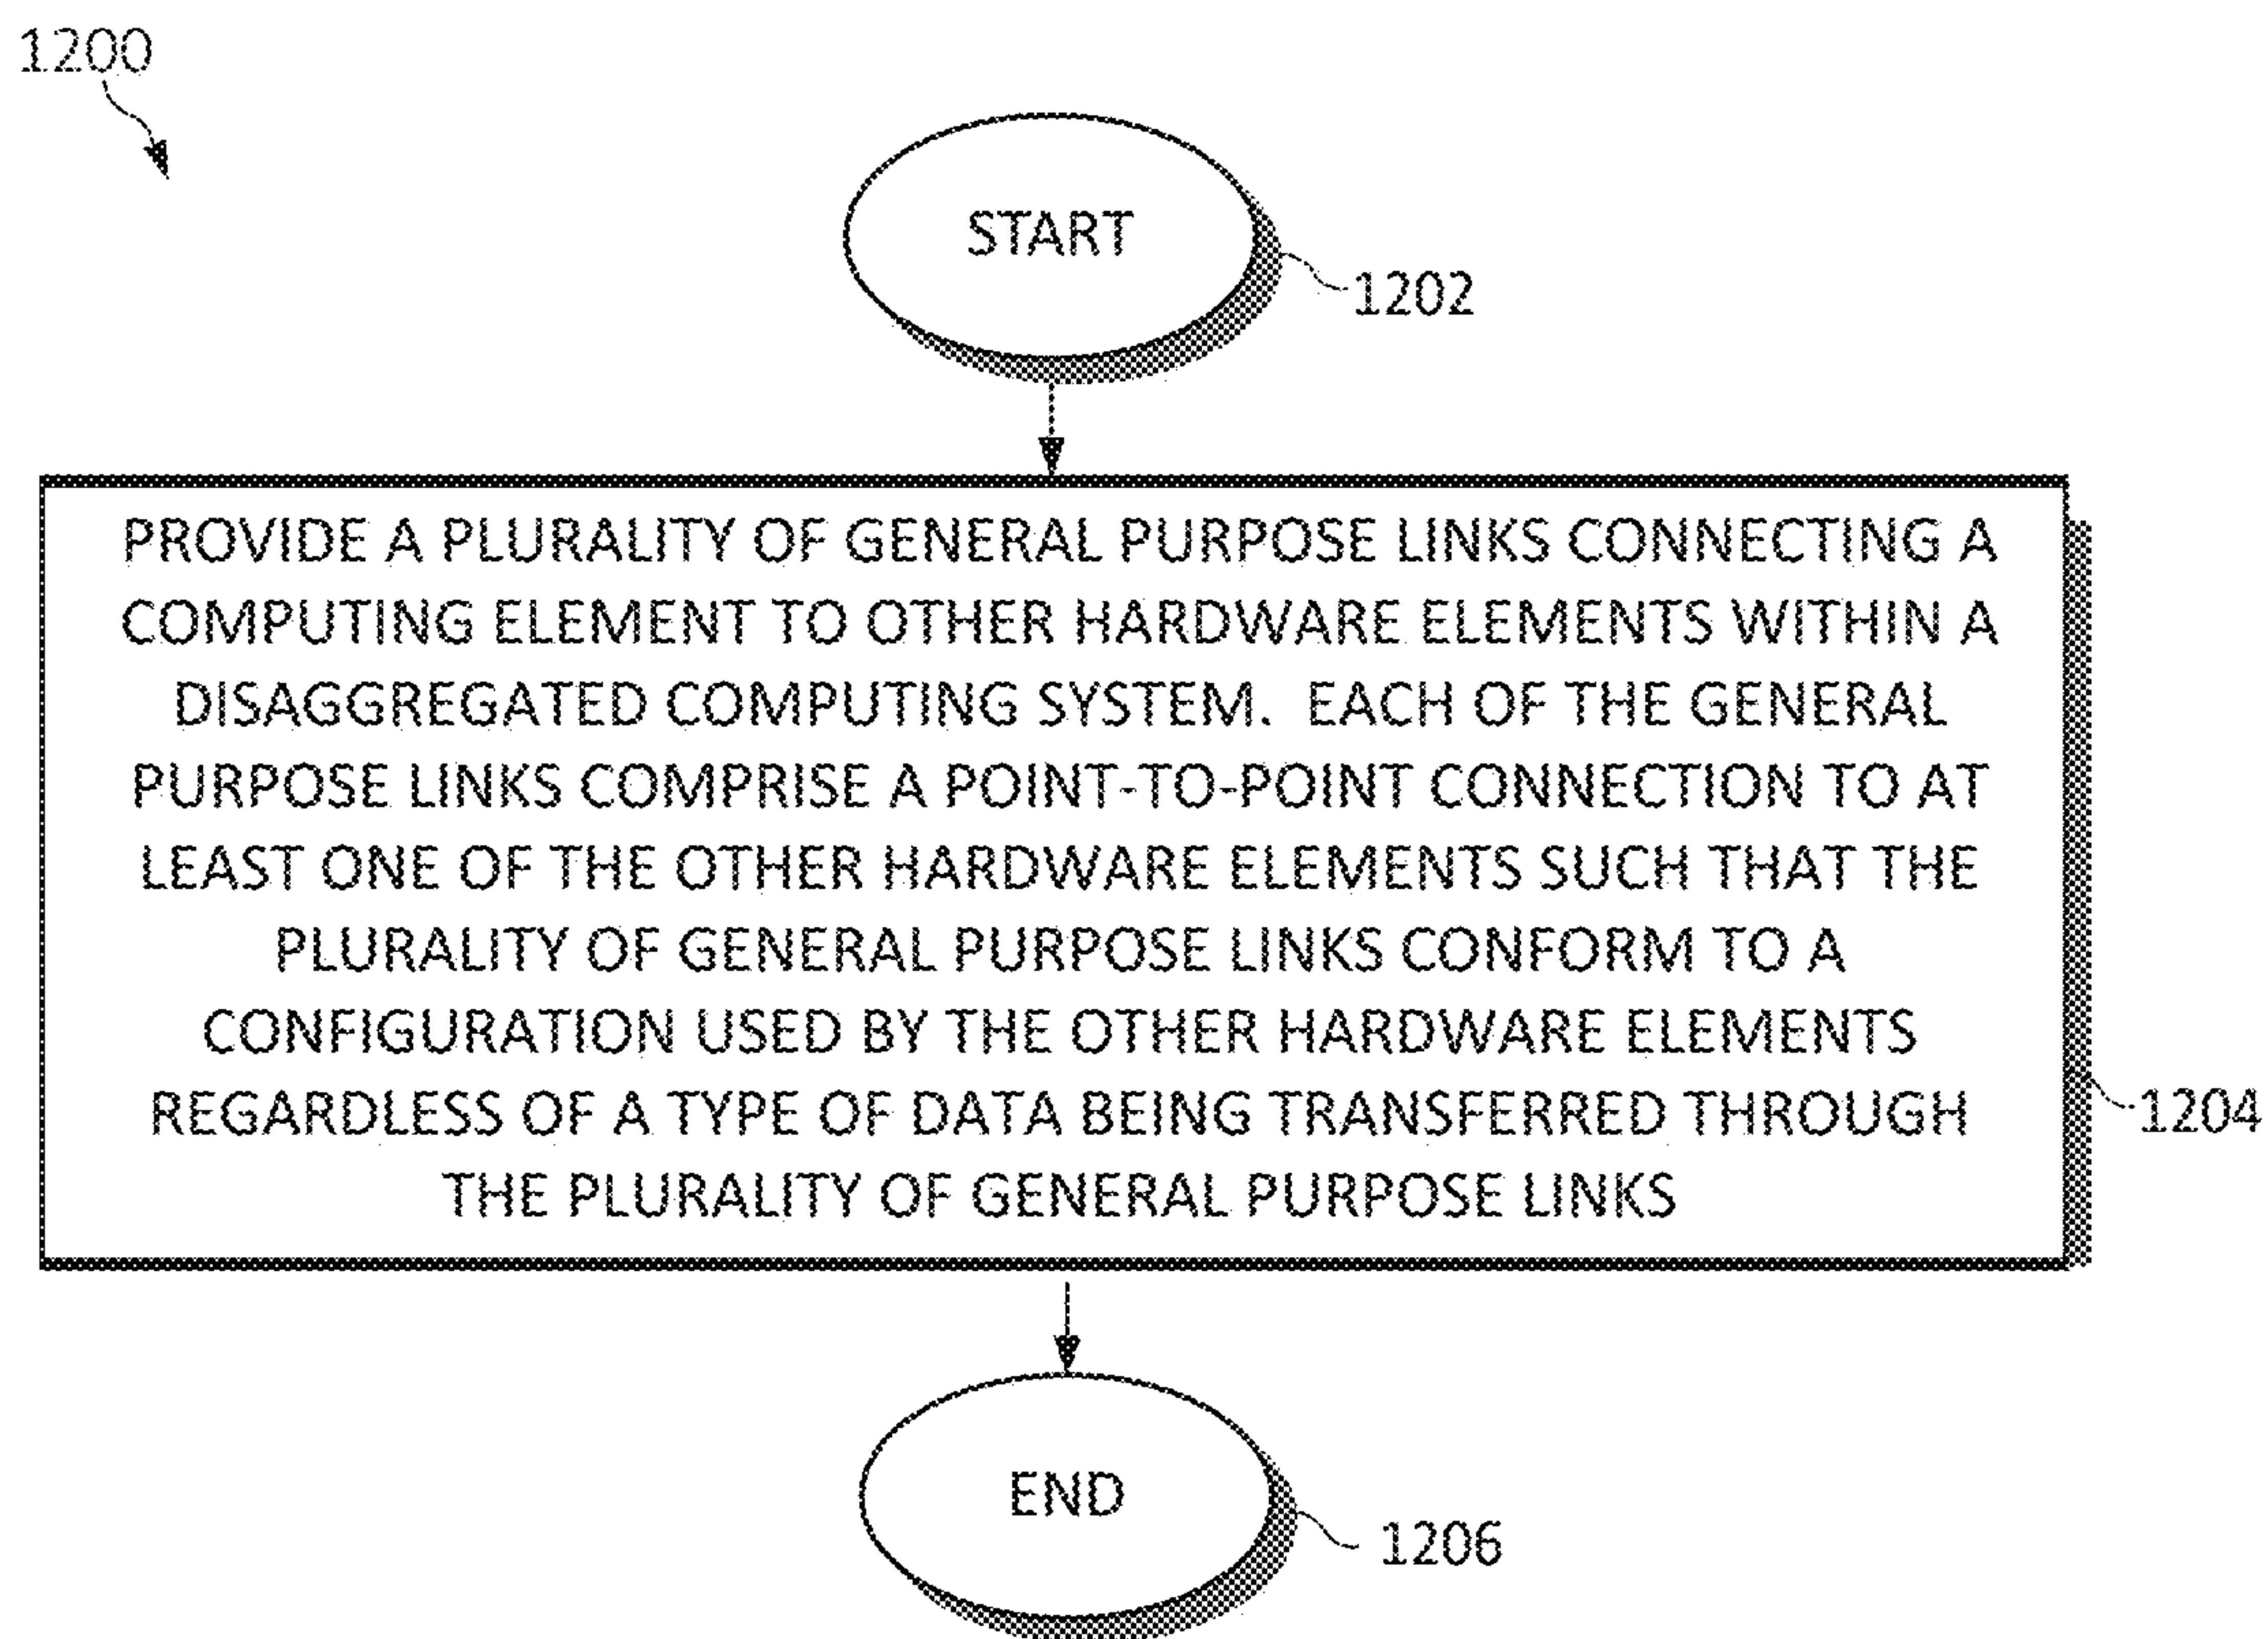 1200
START
1202
PROVIDE A PLURALITY OF GENERAL PURPOSE LINKS CONNECTING A
COMPUTING ELEMENT TO OTHER HARDWARE ELEMENTS WITHIN A
DISAGGREGATED COMPUTING SYSTEM.  EACH OF THE GENERAL
PURPOSE LINKS COMPRISE A POINT-TO-POINT CONNECTION TO AT
LEAST ONE OF THE OTHER HARDWARE ELEMENTS SUCH THAT THE
PLURALITY OF GENERAL PURPOSE LINKS CONFORM TO A
CONFIGURATION USED BY THE OTHER HARDWARE ELEMENTS
REGARDLESS OF A TYPE OF DATA BEING TRANSFERRED THROUGH
THE PLURALITY OF GENERAL PURPOSE LINKS
1204
END
1206